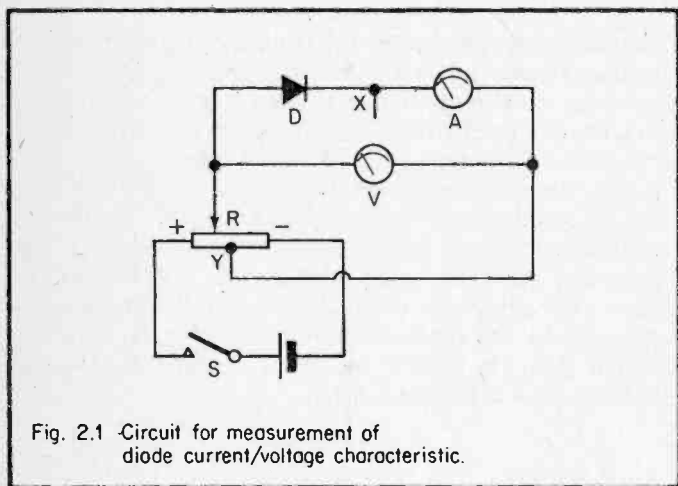 D
X
A
V
+ R −
Y
S
Fig. 2.1 Circuit for measurement of
diode current/voltage characteristic.